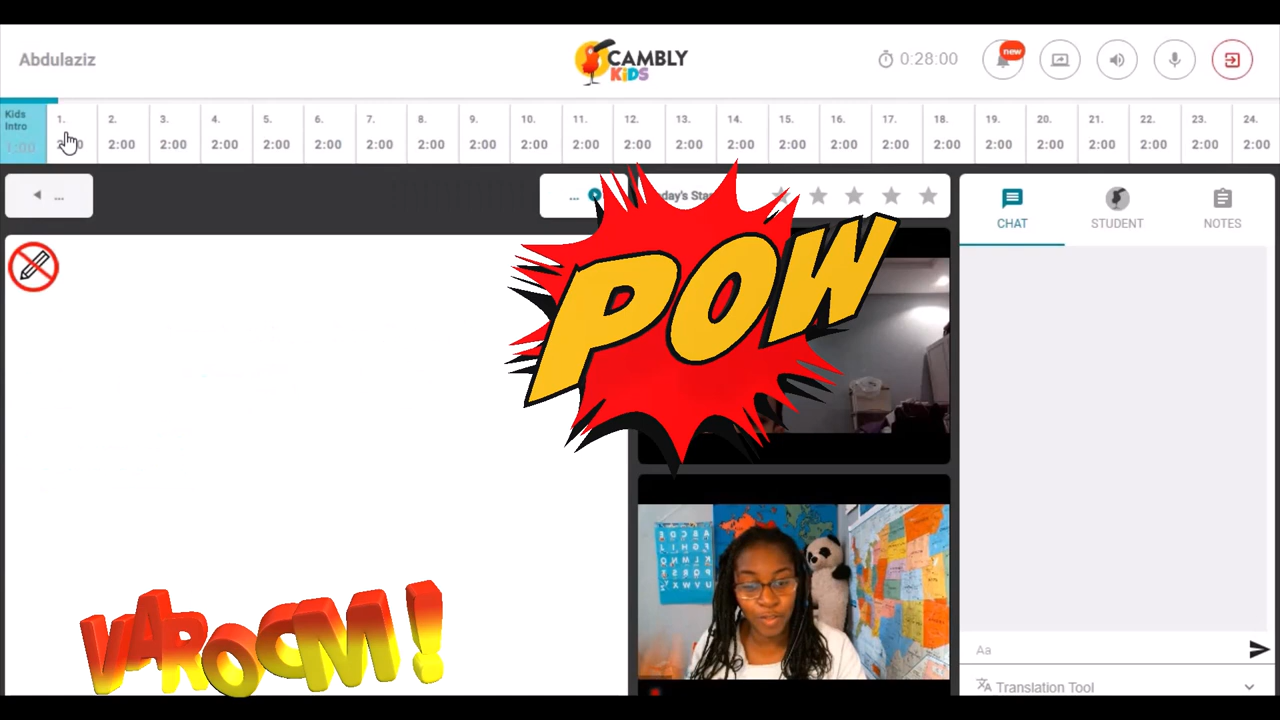 Abdulaziz
CAMBLY
KiDS
0:28:00
new
Kids
Intro
1:00
1.
2. 2:00
3. 2:00
4. 2:00
5. 2:00
6. 2:00
7. 2:00
8. 2:00
9. 2:00
10. 2:00
11. 2:00
12. 2:00
13. 2:00
14. 2:00
15. 2:00
16. 2:00
17. 2:00
18. 2:00
19. 2:00
20. 2:00
21. 2:00
22. 2:00
23. 2:00
24. 2:00
...
...
CHAT
STUDENT
NOTES
POW
VAROOM!
Aa
Translation Tool